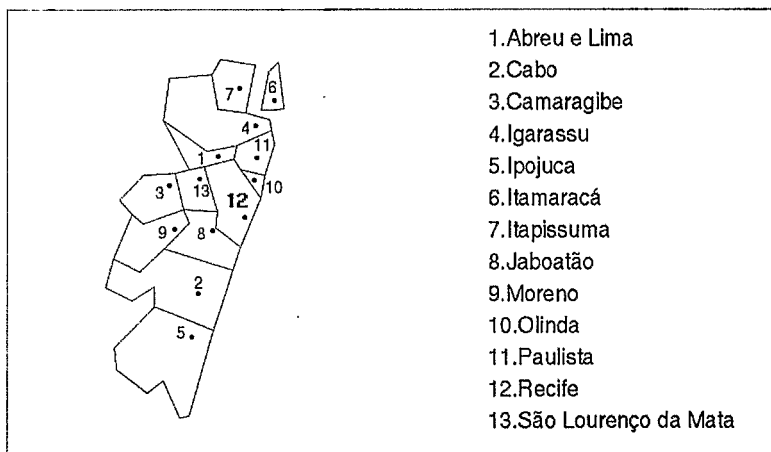 1.Abreu e Lima
2.Cabo
3.Camaragibe
4.Igarassu
5.Ipojuca
6.Itamaracá
7.Itapissuma
8.Jaboatão
9.Moreno
10.Olinda
11.Paulista
12.Recife
13.São Lourenço da Mata
7
6
4
11
1
3
13
10
12
9
8
2
5